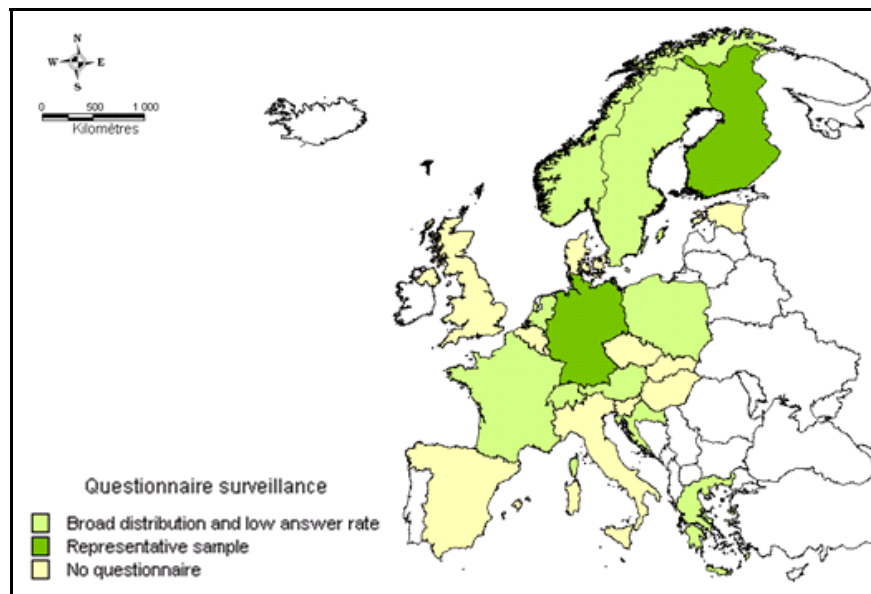 N
W E
S
0 500 1 000
Kilomètres
Questionnaire surveillance
Broad distribution and low answer rate
Representative sample
No questionnaire